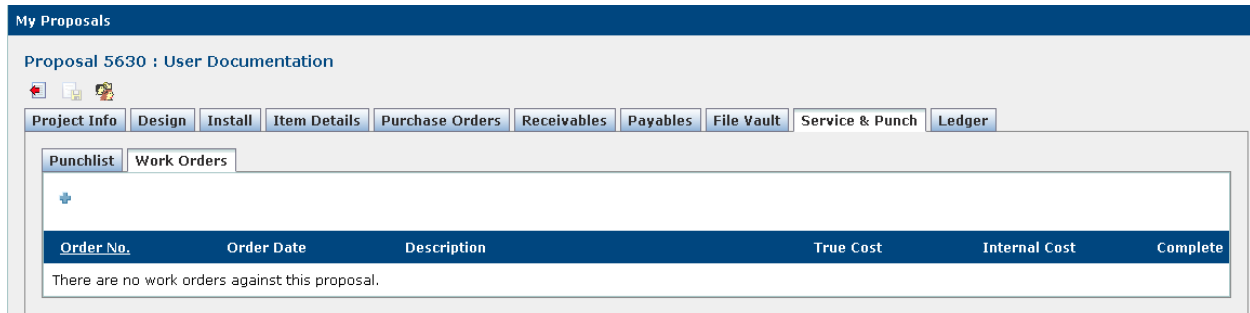 My Proposals
Proposal 5630 : User Documentation
Project Info Design Install Item Details Purchase Orders Receivables Payables File Vault Service & Punch Ledger
Punchlist Work Orders
Order No. Order Date Description True Cost Internal Cost Complete
There are no work orders against this proposal.